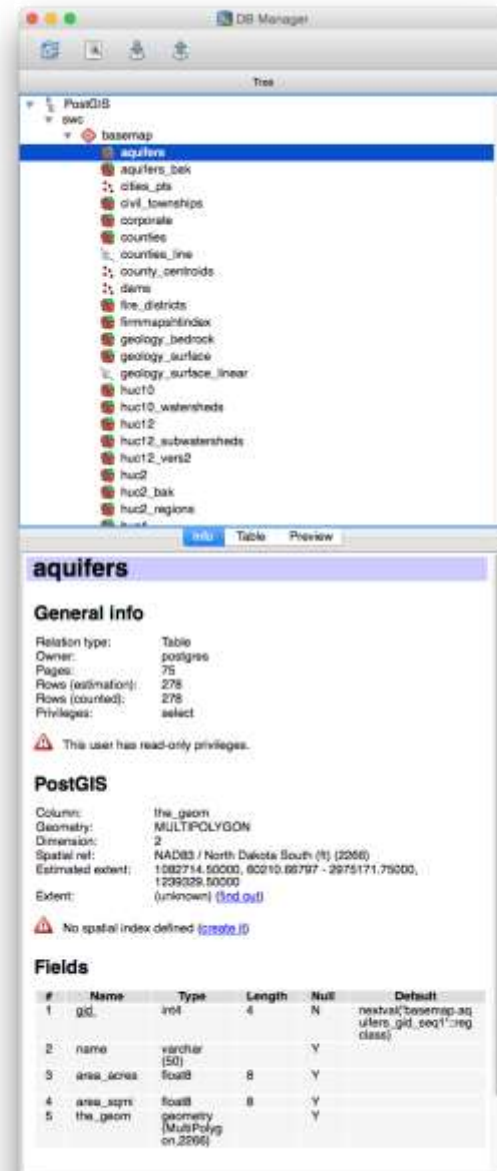 DB Manager
Tree
PostGIS
swc
basemap
aquifers
aquifers_bak
cities_pts
civil_townships
corporate
counties
counties_line
county_centroids
dams
fire_districts
firmmapshtindex
geology_bedrock
geology_surface
geology_surface_linear
huc10
huc10_watersheds
huc12
huc12_subwatersheds
huc12_vers2
huc2
huc2_bak
huc2_regions
Info Table Preview
aquifers
General info
Relation type: Table
Owner: postgres
Pages: 75
Rows (estimation): 278
Rows (counted): 278
Privileges: select
This user has read-only privileges.
PostGIS
Column: the_geom
Geometry: MULTIPOLYGON
Dimension: 2
Spatial ref: NAD83 / North Dakota South (ft) (2266)
Estimated extent: 1082714.50000, 60210.66797 - 2975171.75000,
1239329.50000
Extent: (unknown) (find out)
No spatial index defined (create it)
Fields
# Name Type Length Null Default
1 gid int4 4 N nextval('basemap.aq
uifers_gid_seq1'::reg
class)
2 name varchar Y
(50)
3 area_acres float8 8 Y
4 area_sqmi float8 8 Y
5 the_geom geometry Y
(MultiPolyg
on,2266)